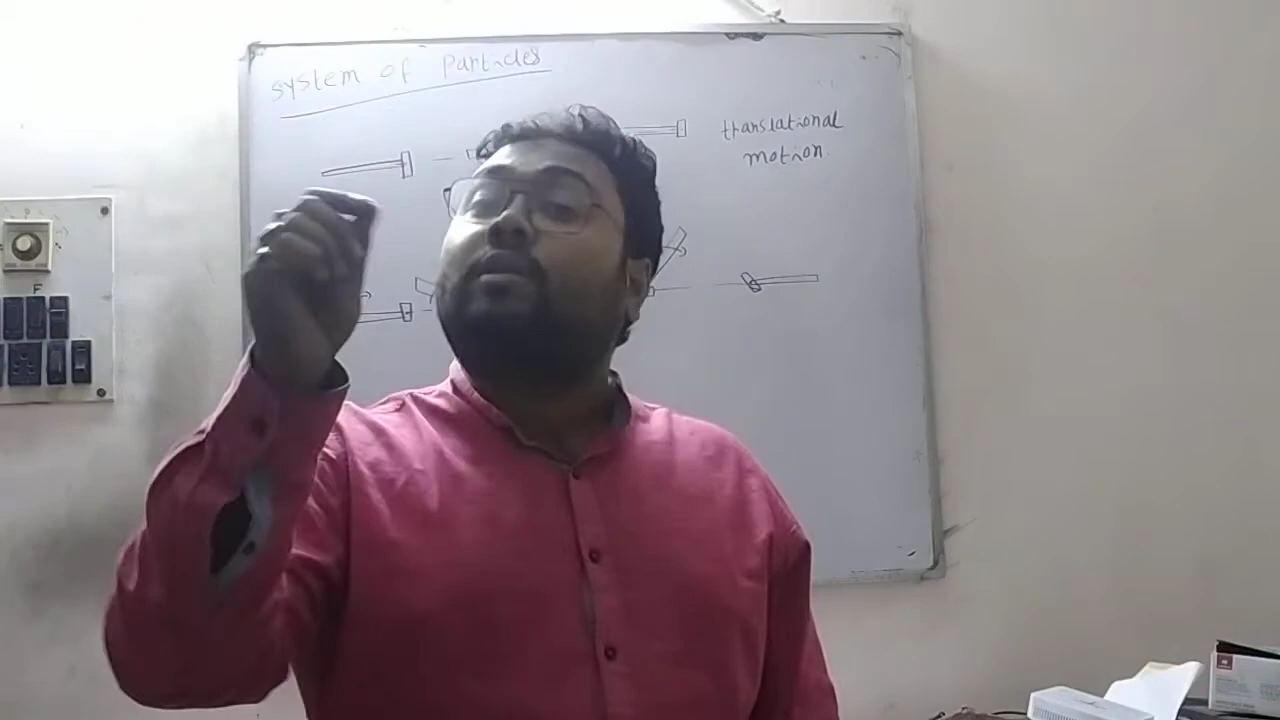 system of Particles
translational
motion
F